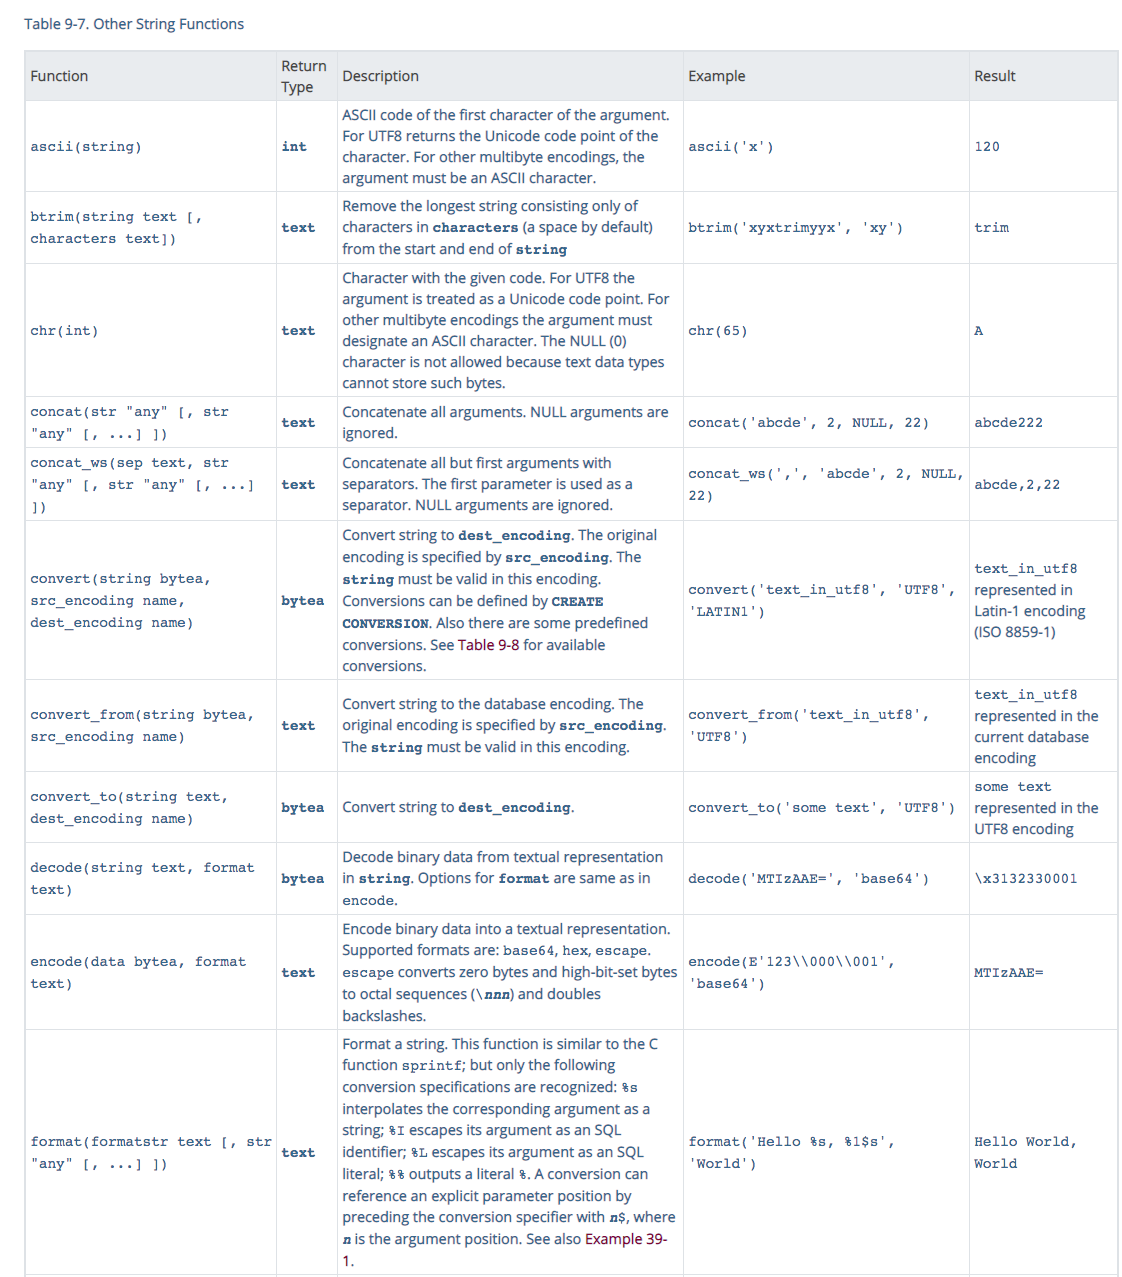 Table 9-7. Other String Functions
Function
Return
Type
Description
Example
Result
ascii(string)
int
ASCII code of the first character of the argument.
For UTF8 returns the Unicode code point of the
character. For other multibyte encodings, the
argument must be an ASCII character.
ascii('x')
120
btrim(string text [,
characters text])
text
Remove the longest string consisting only of
characters in characters (a space by default)
from the start and end of string
btrim('xyxtrimyyx', 'xy')
trim
chr(int)
text
Character with the given code. For UTF8 the
argument is treated as a Unicode code point. For
other multibyte encodings the argument must
designate an ASCII character. The NULL (0)
character is not allowed because text data types
cannot store such bytes.
chr(65)
A
concat(str "any" [, str
"any" [, ...] ])
text
Concatenate all arguments. NULL arguments are
ignored.
concat('abcde', 2, NULL, 22)
abcde222
concat_ws(sep text, str
"any" [, str "any" [, ...]
])
text
Concatenate all but first arguments with
separators. The first parameter is used as a
separator. NULL arguments are ignored.
concat_ws(',', 'abcde', 2, NULL,
22)
abcde,2,22
convert(string bytea,
src_encoding name,
dest_encoding name)
bytea
Convert string to dest_encoding. The original
encoding is specified by src_encoding. The
string must be valid in this encoding.
Conversions can be defined by CREATE
CONVERSION. Also there are some predefined
conversions. See Table 9-8 for available
conversions.
convert('text_in_utf8', 'UTF8',
'LATIN1')
text_in_utf8
represented in
Latin-1 encoding
(ISO 8859-1)
convert_from(string bytea,
src_encoding name)
text
Convert string to the database encoding. The
original encoding is specified by src_encoding.
The string must be valid in this encoding.
convert_from('text_in_utf8',
'UTF8')
text_in_utf8
represented in the
current database
encoding
convert_to(string text,
dest_encoding name)
bytea
Convert string to dest_encoding.
convert_to('some text', 'UTF8')
some text
represented in the
UTF8 encoding
decode(string text, format
text)
bytea
Decode binary data from textual representation
in string. Options for format are same as in
encode.
decode('MTIzAAE=', 'base64')
\x3132330001
encode(data bytea, format
text)
text
Encode binary data into a textual representation.
Supported formats are: base64, hex, escape.
escape converts zero bytes and high-bit-set bytes
to octal sequences (\nnn) and doubles
backslashes.
encode(E'123\\000\\001',
'base64')
MTIzAAE=
format(formatstr text [, str
"any" [, ...] ])
text
Format a string. This function is similar to the C
function sprintf; but only the following
conversion specifications are recognized: %s
interpolates the corresponding argument as a
string; %I escapes its argument as an SQL
identifier; %L escapes its argument as an SQL
literal; %% outputs a literal %. A conversion can
reference an explicit parameter position by
preceding the conversion specifier with n$, where
n is the argument position. See also Example 39-
1.
format('Hello %s, %1$s',
'World')
Hello World,
World